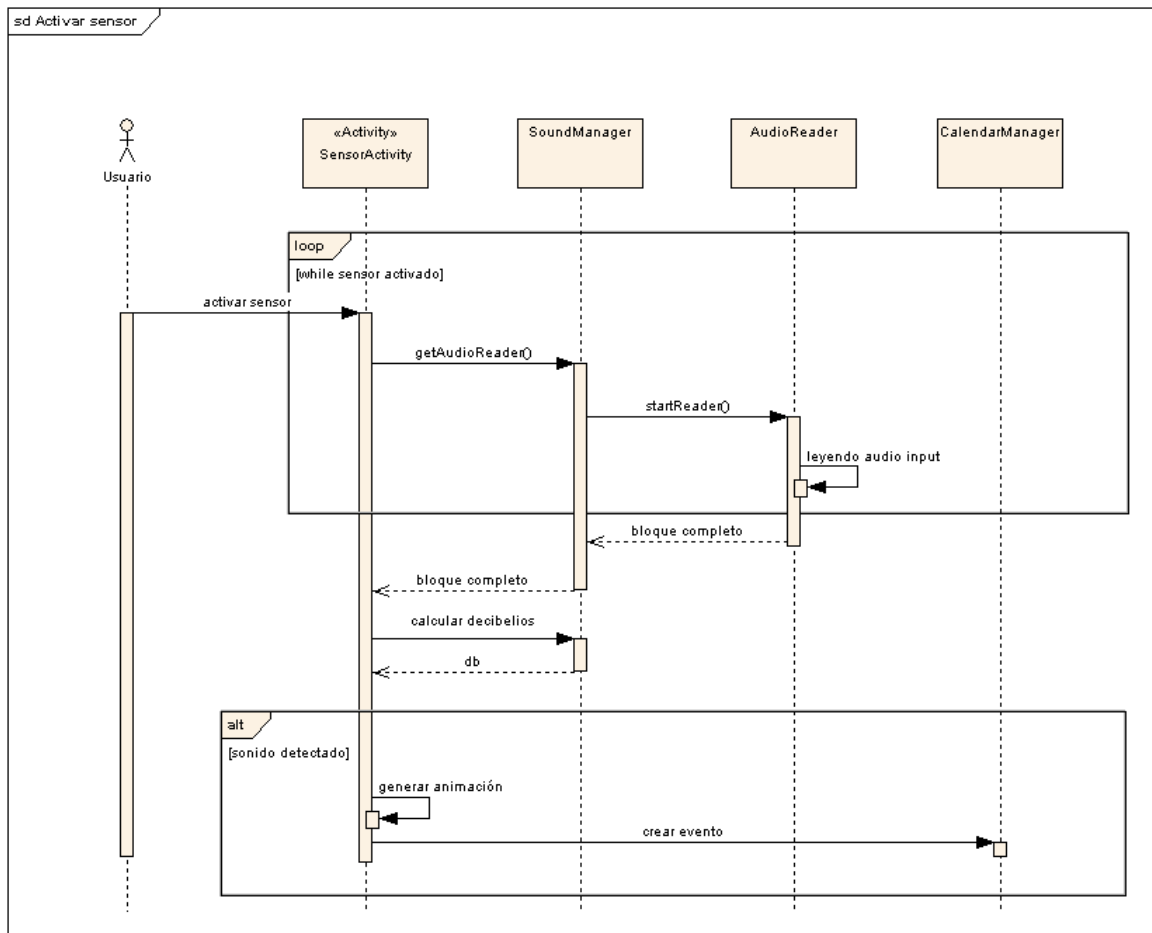 sd Activar sensor
Usuario
«Activity»
SensorActivity
SoundManager
AudioReader
CalendarManager
loop
[while sensor activado]
activar sensor
getAudioReader()
startReader()
leyendo audio input
bloque completo
bloque completo
calcular decibelios
db
alt
[sonido detectado]
generar animación
crear evento